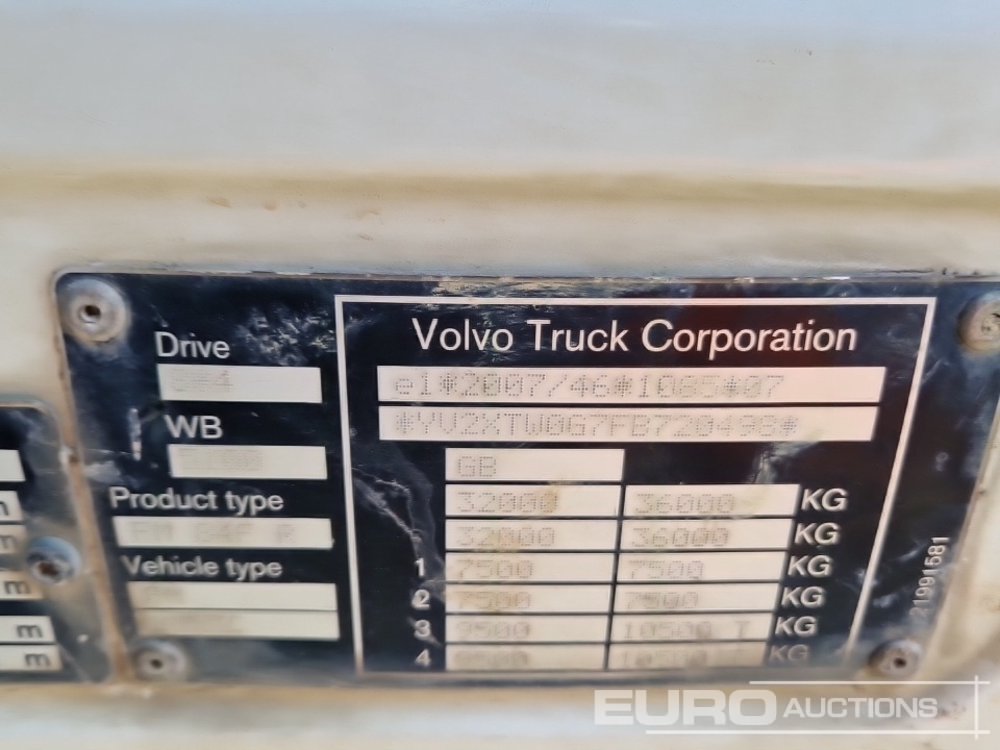 Drive
WB
Product type
Vehicle type
Volvo Truck Corporation
e1*2007/46*1065*07
*YV2XTW0G7FB720498*
GB
32000 36000 KG
32000 36000 KG
1 7500 7500 KG
2 7500 7500 KG
3 9500 10500 T KG
4 9500 KG
21991581
m
m
m
m
EURO AUCTIONS